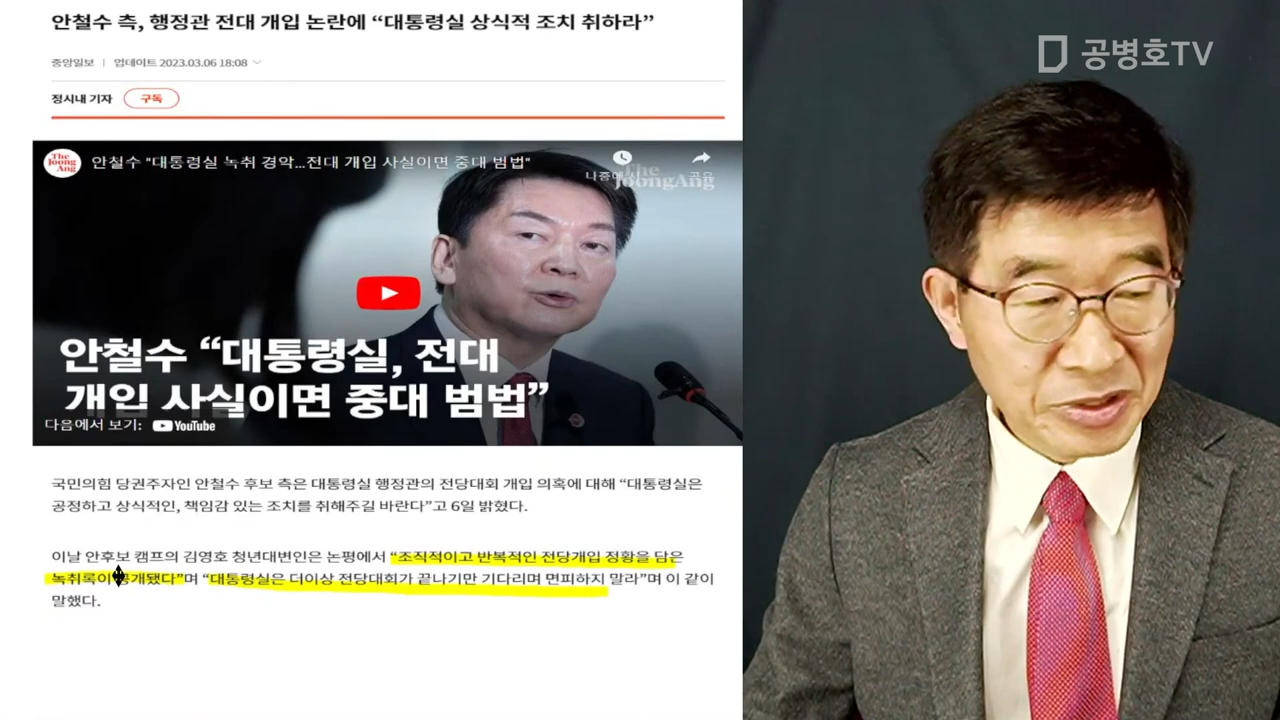 안철수 측, 행정관 전대 개입 논란에 “대통령실 상식적 조치 취하라”
중앙일보 | 업데이트 2023.03.06 18:08
정시내 기자 구독
The JoongAng
안철수 "대통령실 녹취 경악...전대 개입 사실이면 중대 범법"
공유
The JoongAng
안철수 “대통령실, 전대
개입 사실이면 중대 범법”
다음에서 보기: YouTube
국민의힘 당권주자인 안철수 후보 측은 대통령실 행정관의 전당대회 개입 의혹에 대해 “대통령실은
공정하고 상식적인, 책임감 있는 조치를 취해주길 바란다”고 6일 밝혔다.
이날 안후보 캠프의 김영호 청년대변인은 논평에서 “조직적이고 반복적인 전당개입 정황을 담은
녹취록이 공개됐다”며 “대통령실은 더이상 전당대회가 끝나기만 기다리며 면피하지 말라”며 이 같이
말했다.
공병호TV